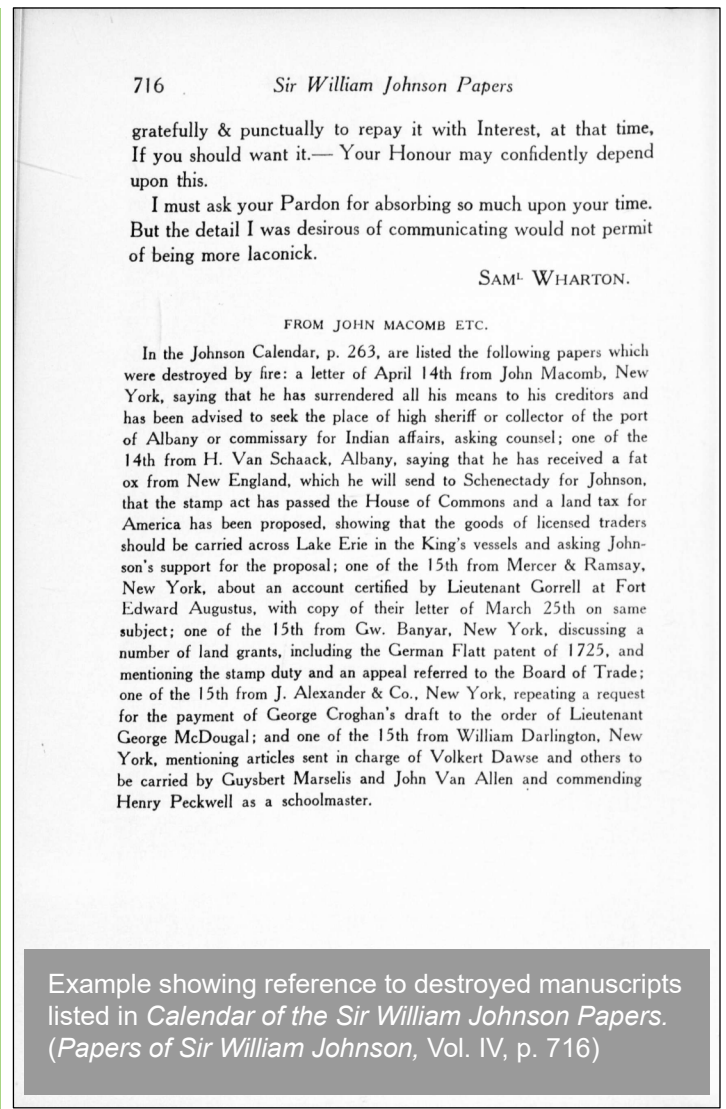 716 Sir William Johnson Papers
gratefully & punctually to repay it with Interest, at that time,
If you should want it.— Your Honour may confidently depend
upon this.
I must ask your Pardon for absorbing so much upon your time.
But the detail I was desirous of communicating would not permit
of being more laconick.
SAMᴸ WHARTON.
FROM JOHN MACOMB ETC.
In the Johnson Calendar, p. 263, are listed the following papers which
were destroyed by fire: a letter of April 14th from John Macomb, New
York, saying that he has surrendered all his means to his creditors and
has been advised to seek the place of high sheriff or collector of the port
of Albany or commissary for Indian affairs, asking counsel; one of the
14th from H. Van Schaack, Albany, saying that he has received a fat
ox from New England, which he will send to Schenectady for Johnson,
that the stamp act has passed the House of Commons and a land tax for
America has been proposed, showing that the goods of licensed traders
should be carried across Lake Erie in the King's vessels and asking John-
son's support for the proposal; one of the 15th from Mercer & Ramsay,
New York, about an account certified by Lieutenant Gorrell at Fort
Edward Augustus, with copy of their letter of March 25th on same
subject; one of the 15th from Gw. Banyar, New York, discussing a
number of land grants, including the German Flatt patent of 1725, and
mentioning the stamp duty and an appeal referred to the Board of Trade;
one of the 15th from J. Alexander & Co., New York, repeating a request
for the payment of George Croghan's draft to the order of Lieutenant
George McDougal; and one of the 15th from William Darlington, New
York, mentioning articles sent in charge of Volkert Dawse and others to
be carried by Guysbert Marselis and John Van Allen and commending
Henry Peckwell as a schoolmaster.
Example showing reference to destroyed manuscripts
listed in Calendar of the Sir William Johnson Papers.
(Papers of Sir William Johnson, Vol. IV, p. 716)